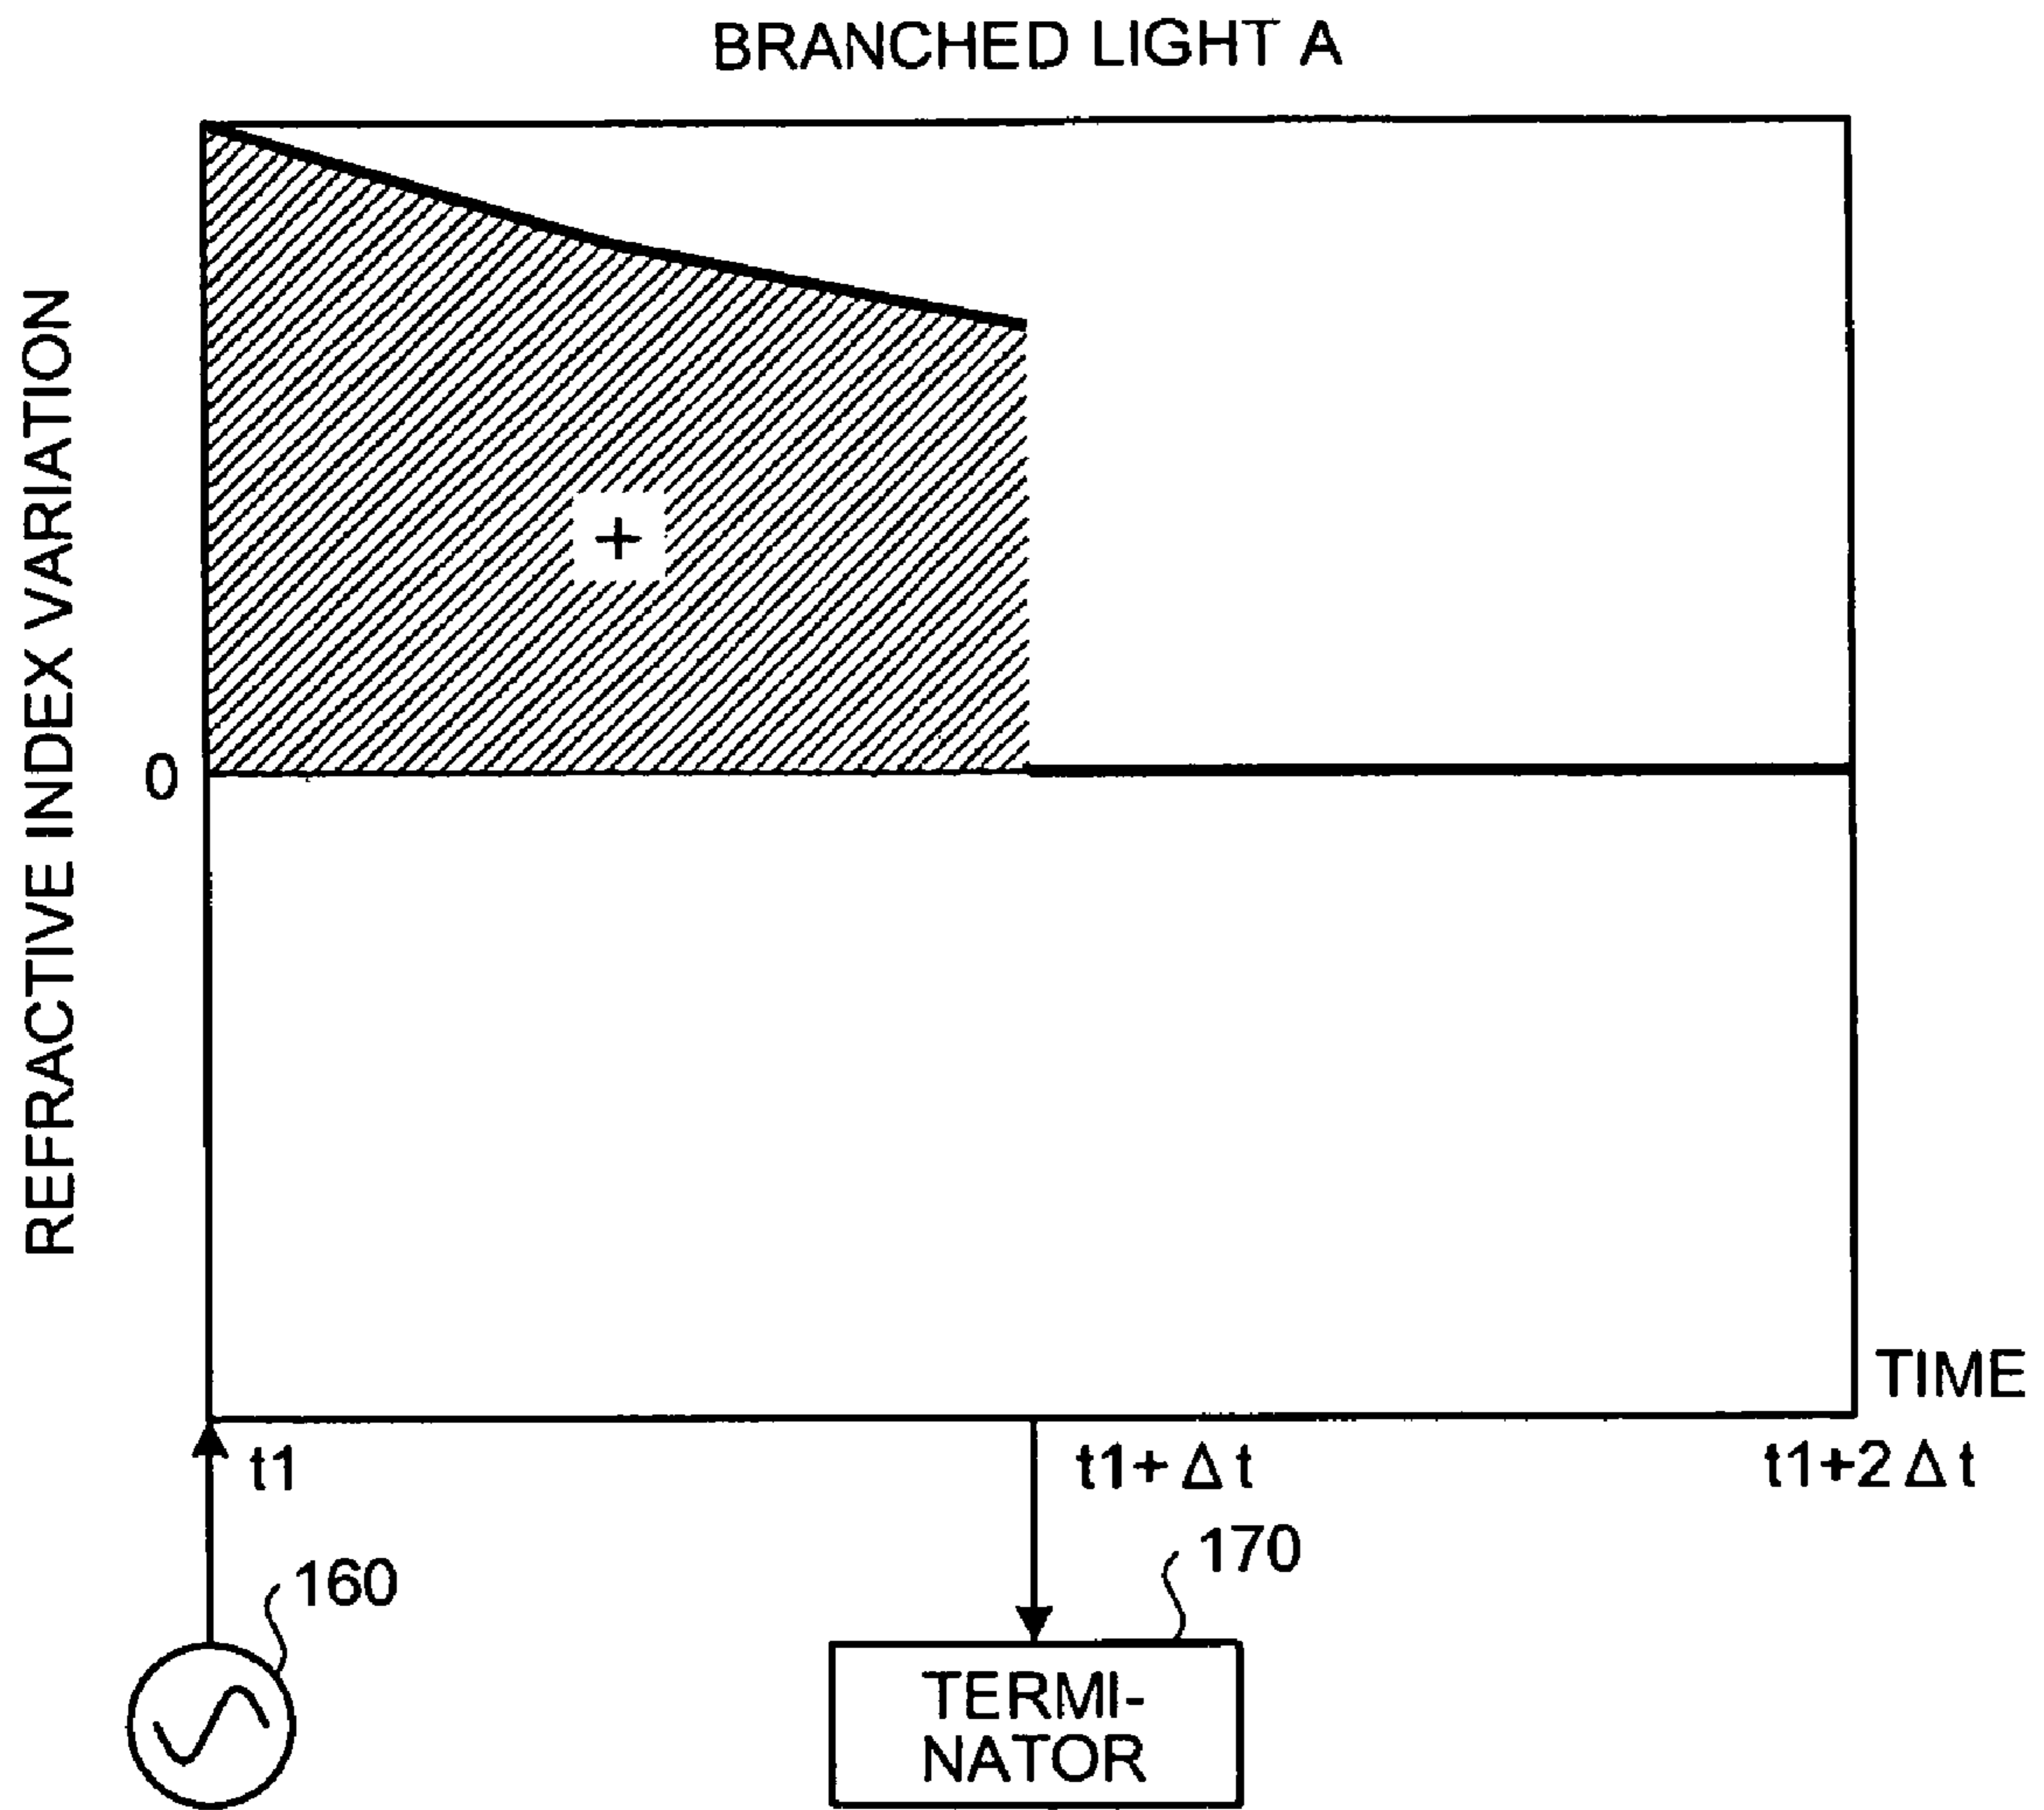 BRANCHED LIGHT A
REFRACTIVE INDEX VARIATION
+
0
TIME
t1
t1+Δt
t1+2Δt
160
170
TERMI-
NATOR